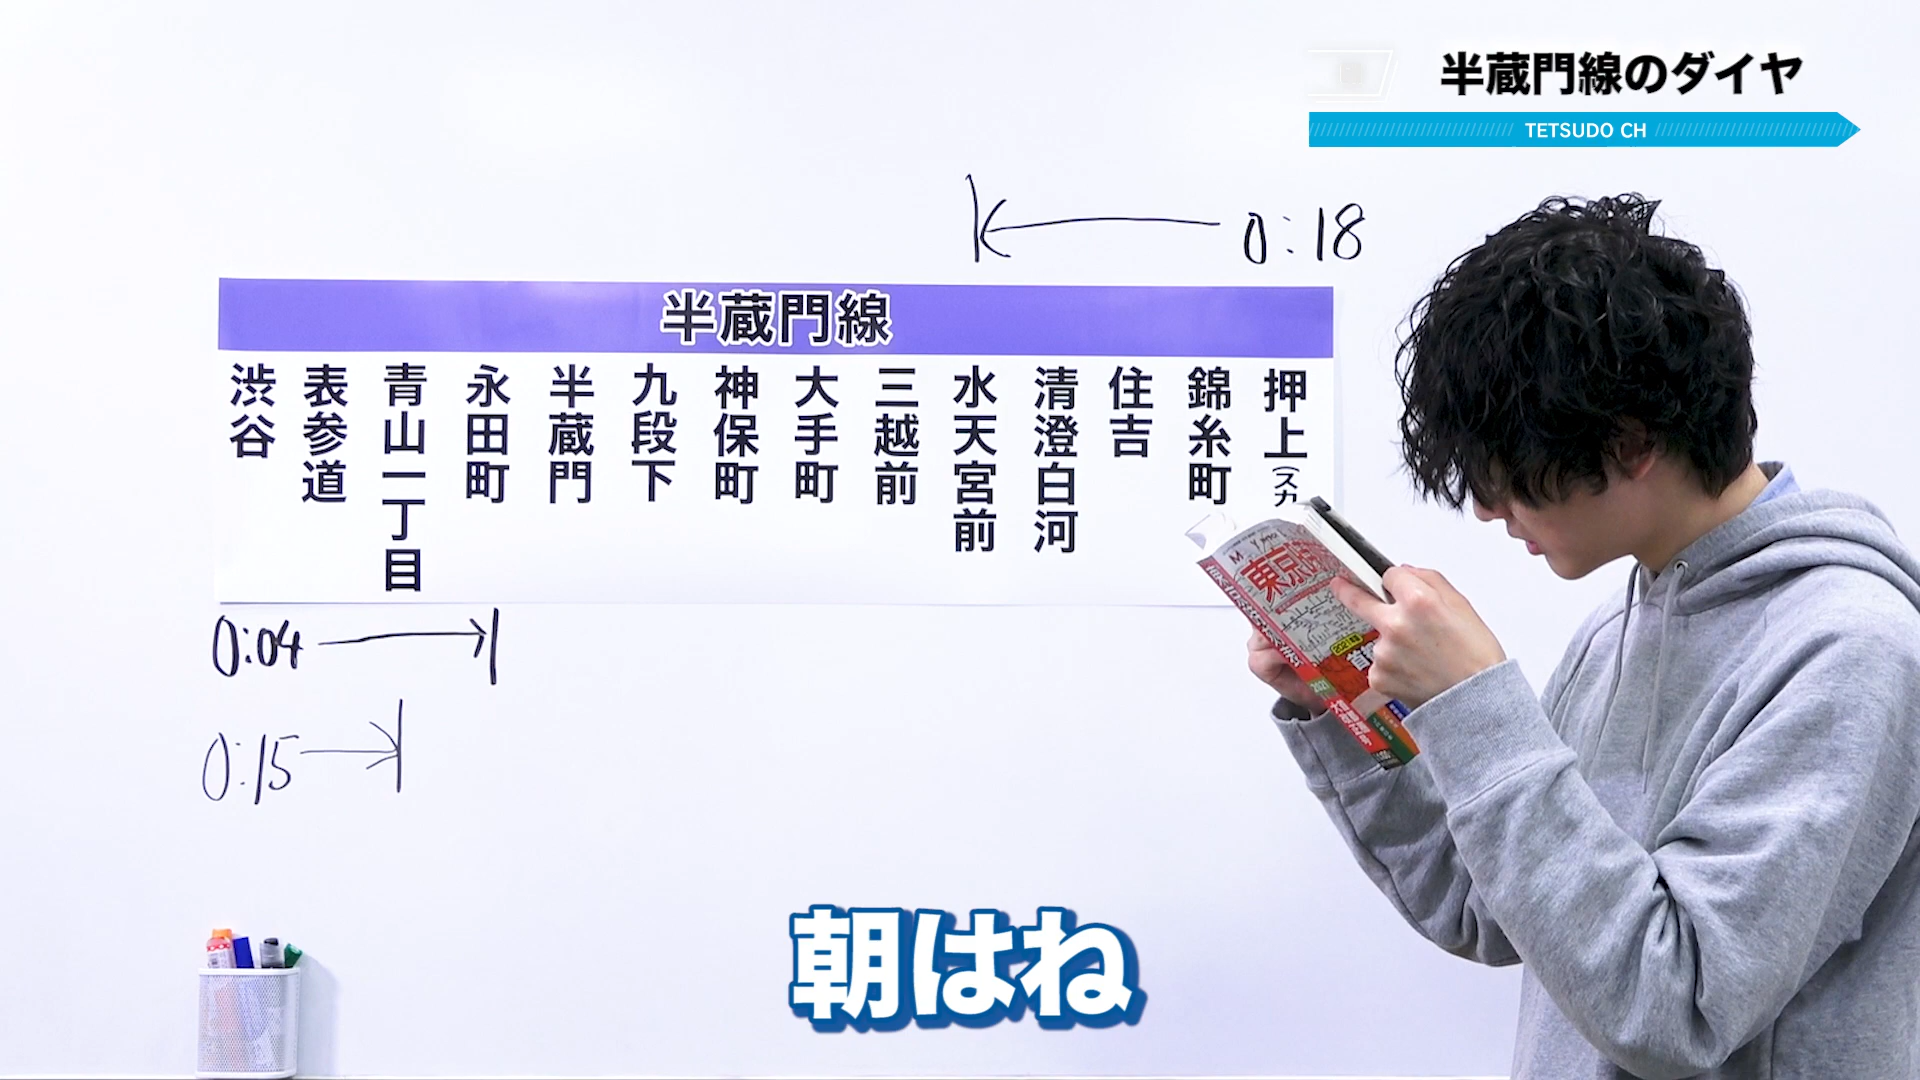 半蔵門線のダイヤ
TETSUDO CH
0:18
半蔵門線
渋谷
表参道
青山一丁目
永田町
半蔵門
九段下
神保町
大手町
三越前
水天宮前
清澄白河
住吉
錦糸町
押上(スカ
0:04
0:15
東京
2021
朝はね